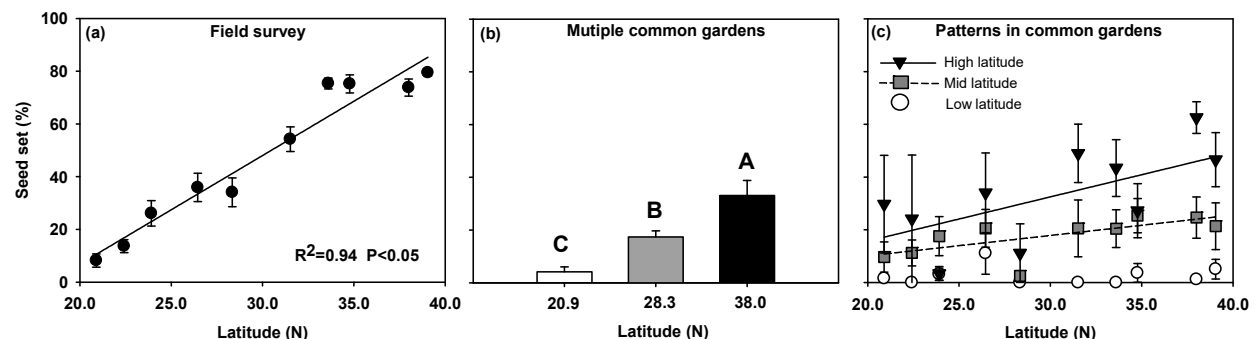 (a) Field survey
Seed set (%)
100
80
60
40
20
0
R2=0.94 P<0.05
20.0 25.0 30.0 35.0 40.0
Latitude (N)
(b) Mutiple common gardens
C
B
A
20.9 28.3 38.0
Latitude (N)
(c) Patterns in common gardens
High latitude
Mid latitude
Low latitude
20.0 25.0 30.0 35.0 40.0
Latitude (N)